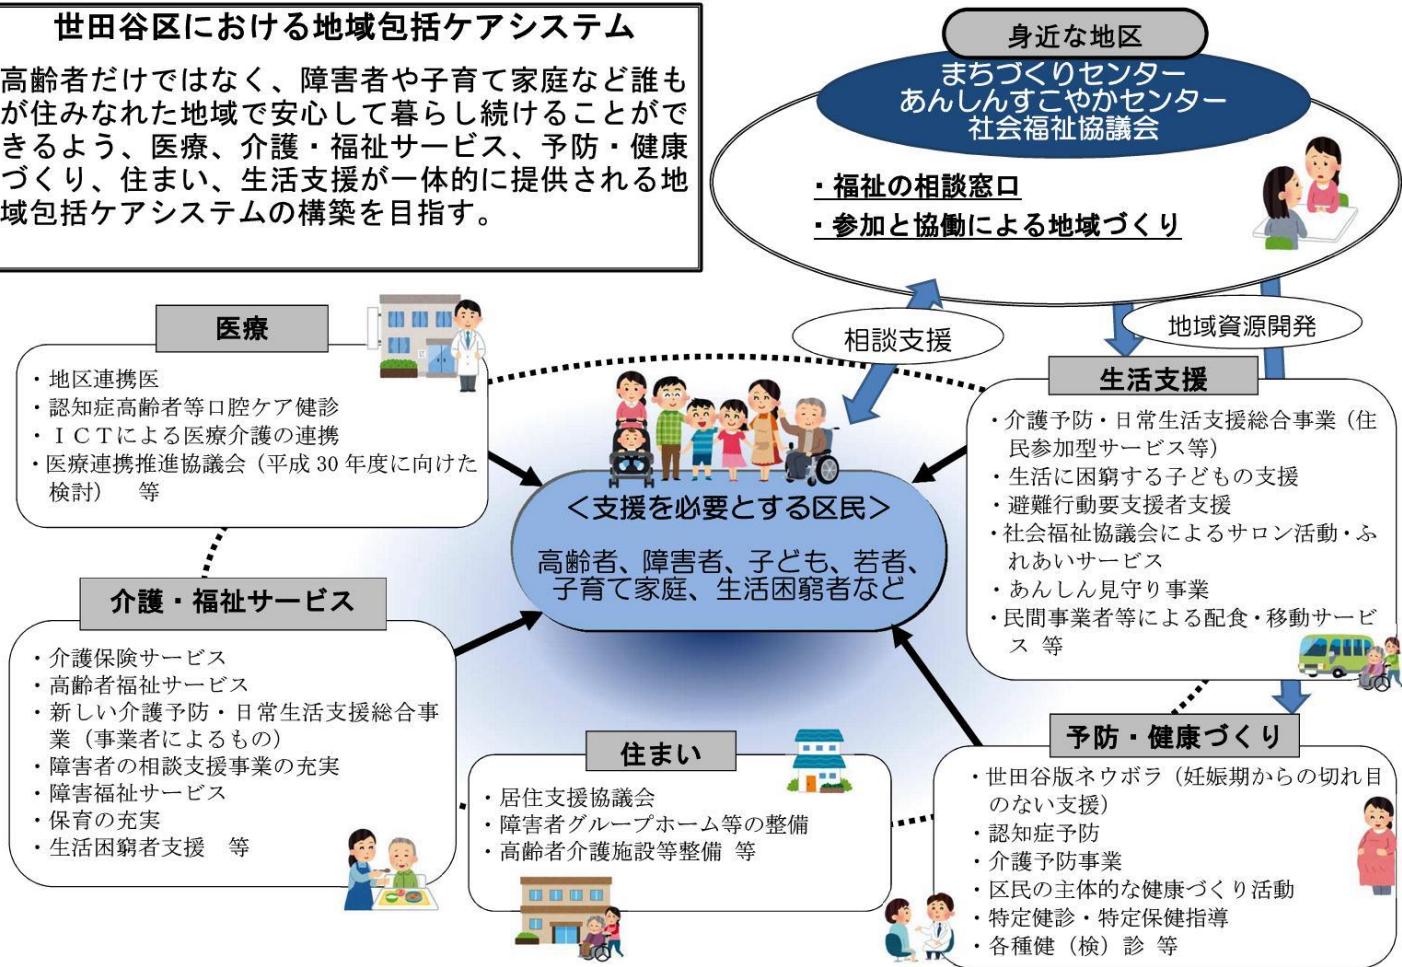 世田谷区における地域包括ケアシステム
高齢者だけではなく、障害者や子育て家庭など誰も
が住みなれた地域で安心して暮らし続けることがで
きるよう、医療、介護・福祉サービス、予防・健康
づくり、住まい、生活支援が一体的に提供される地
域包括ケアシステムの構築を目指す。
身近な地区
まちづくりセンター
あんしんすこやかセンター
社会福祉協議会
・福祉の相談窓口
・参加と協働による地域づくり
相談支援
地域資源開発
医療
・地区連携医
・認知症高齢者等口腔ケア健診
・ＩＣＴによる医療介護の連携
・医療連携推進協議会（平成 30 年度に向けた
検討）　等
＜支援を必要とする区民＞
高齢者、障害者、子ども、若者、
子育て家庭、生活困窮者など
生活支援
・介護予防・日常生活支援総合事業（住
民参加型サービス等）
・生活に困窮する子どもの支援
・避難行動要支援者支援
・社会福祉協議会によるサロン活動・ふ
れあいサービス
・あんしん見守り事業
・民間事業者等による配食・移動サービ
ス 等
介護・福祉サービス
・介護保険サービス
・高齢者福祉サービス
・新しい介護予防・日常生活支援総合事
業（事業者によるもの）
・障害者の相談支援事業の充実
・障害福祉サービス
・保育の充実
・生活困窮者支援　等
住まい
・居住支援協議会
・障害者グループホーム等の整備
・高齢者介護施設等整備 等
予防・健康づくり
・世田谷版ネウボラ（妊娠期からの切れ目
のない支援）
・認知症予防
・介護予防事業
・区民の主体的な健康づくり活動
・特定健診・特定保健指導
・各種健（検）診 等